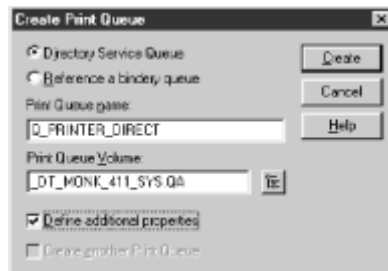 Create Print Queue
Directory Service Queue
Create
Reference a bindery queue
Cancel
Print Queue name:
Help
Q_PRINTER_DIRECT
Print Queue Volume:
_DT_MONK_411_SYS.QA
Define additional properties
Create another Print Queue